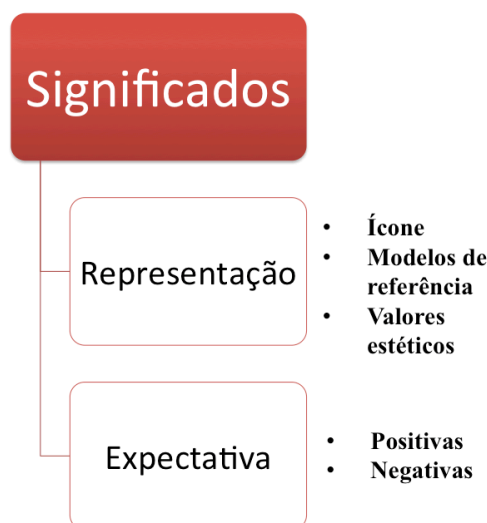 Significados
Representação
• Ícone
• Modelos de
referência
• Valores
estéticos
Expectativa
• Positivas
• Negativas